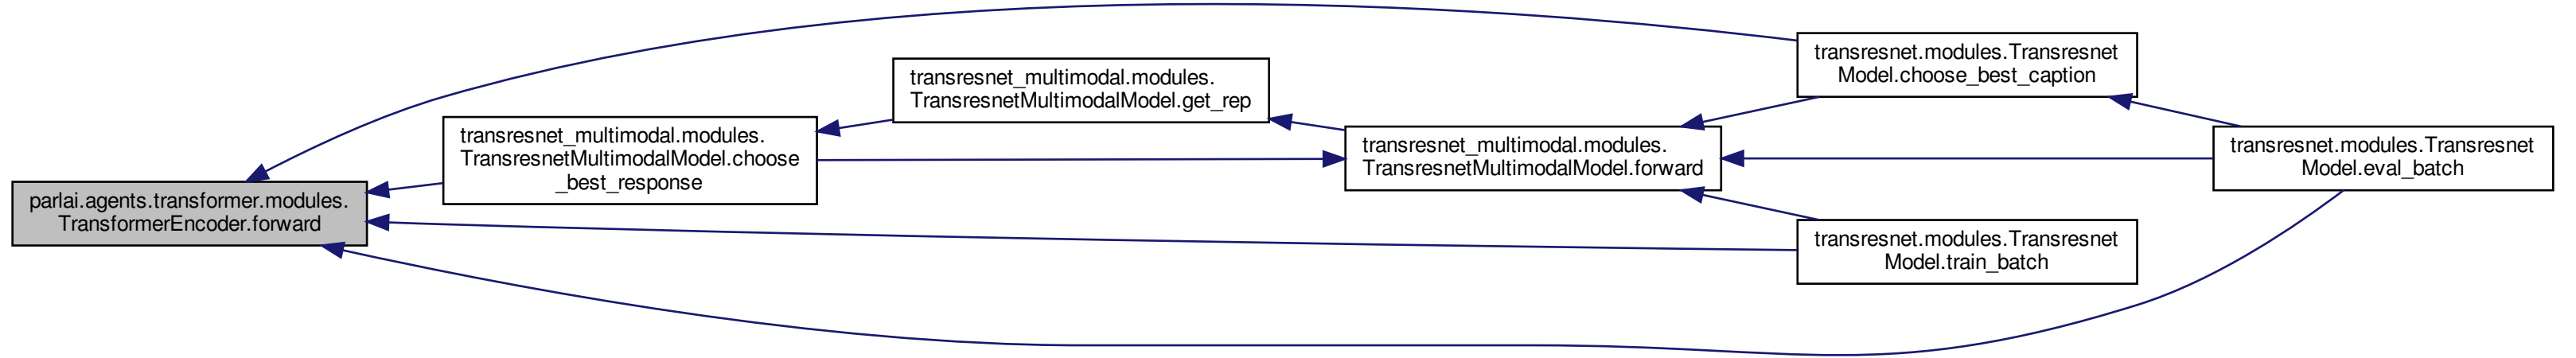 parlai.agents.transformer.modules.
TransformerEncoder.forward
transresnet_multimodal.modules.
TransresnetMultimodalModel.choose
_best_response
transresnet_multimodal.modules.
TransresnetMultimodalModel.get_rep
transresnet_multimodal.modules.
TransresnetMultimodalModel.forward
transresnet.modules.Transresnet
Model.choose_best_caption
transresnet.modules.Transresnet
Model.eval_batch
transresnet.modules.Transresnet
Model.train_batch